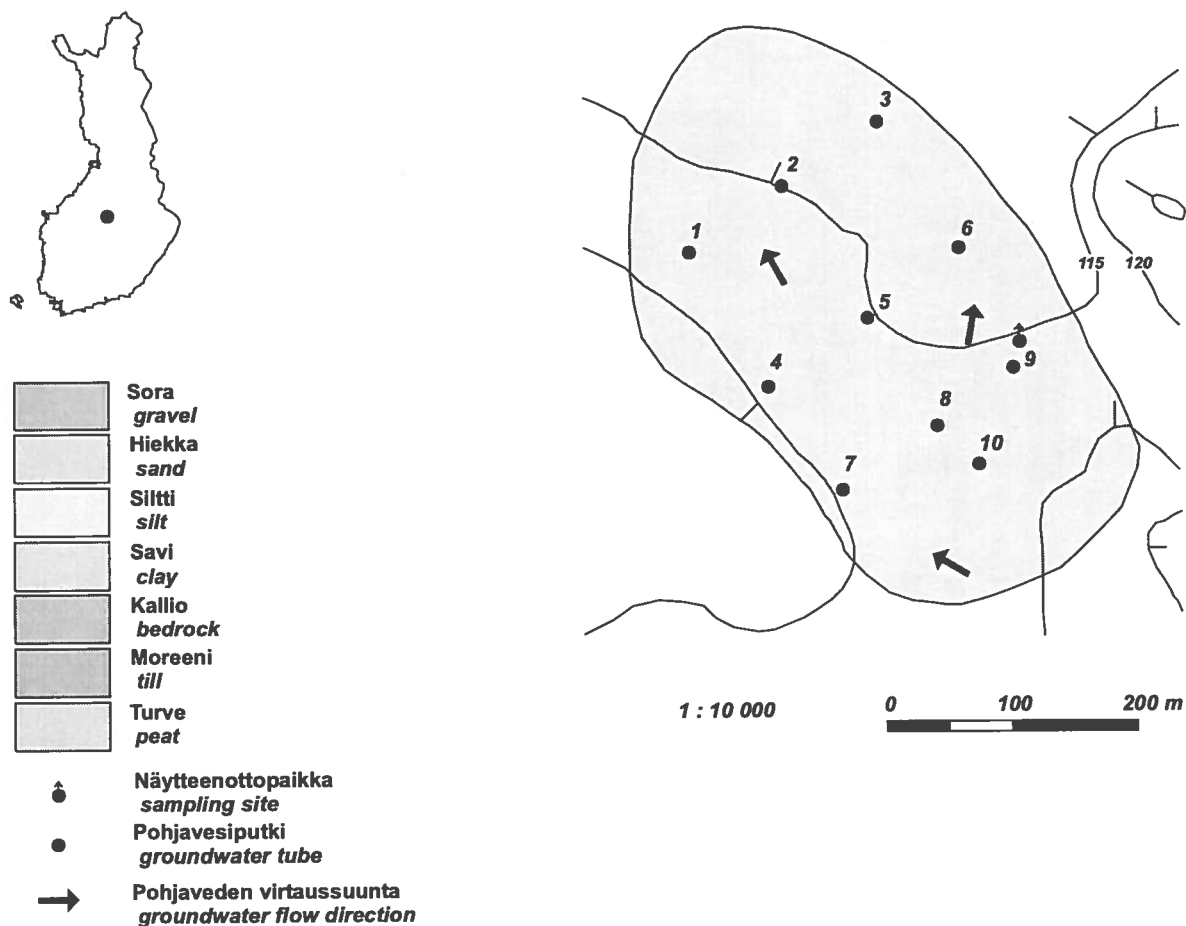 Sora
gravel
Hiekka
sand
Siltti
silt
Savi
clay
Kallio
bedrock
Moreeni
till
Turve
peat
Näytteenottopaikka
sampling site
Pohjavesiputki
groundwater tube
Pohjaveden virtaussuunta
groundwater flow direction
3
2
1
6
115 120
5
4
9
8
10
7
1 : 10 000
0 100 200 m